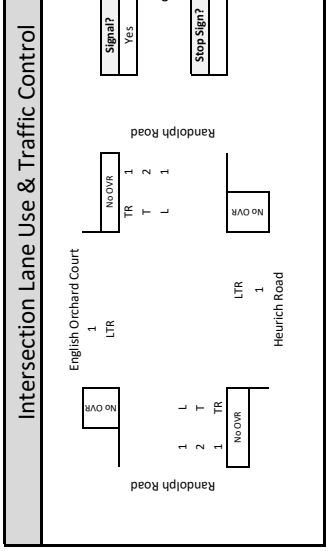 Intersection Lane Use & Traffic Control
English Orchard Court
1
LTR
No OVR
No OVR
TR 1
T 2
L 1
Signal?
Yes
Stop Sign?
Randolph Road
Randolph Road
1 L
2 T
1 TR
No OVR
No OVR
LTR
1
Heurich Road